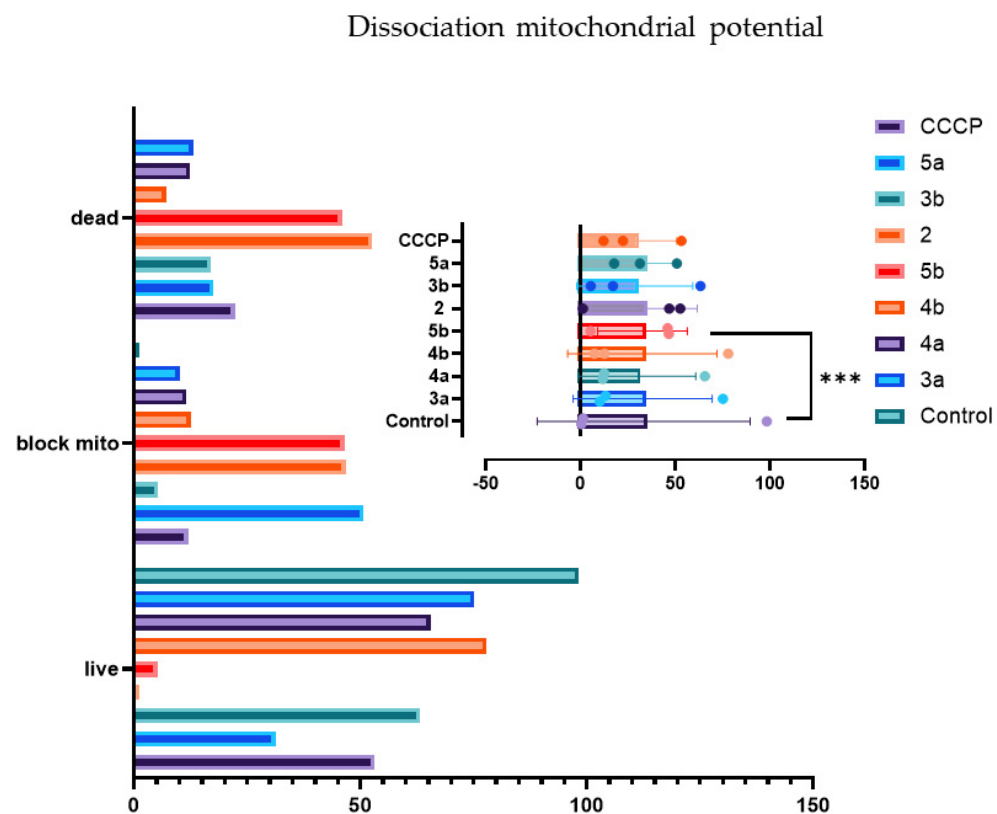 Dissociation mitochondrial potential
dead
block mito
live
0 50 100 150
CCCP
5a
3b
2
5b
4b
4a
3a
Control
***
-50 0 50 100 150
CCCP
5a
3b
2
5b
4b
4a
3a
Control